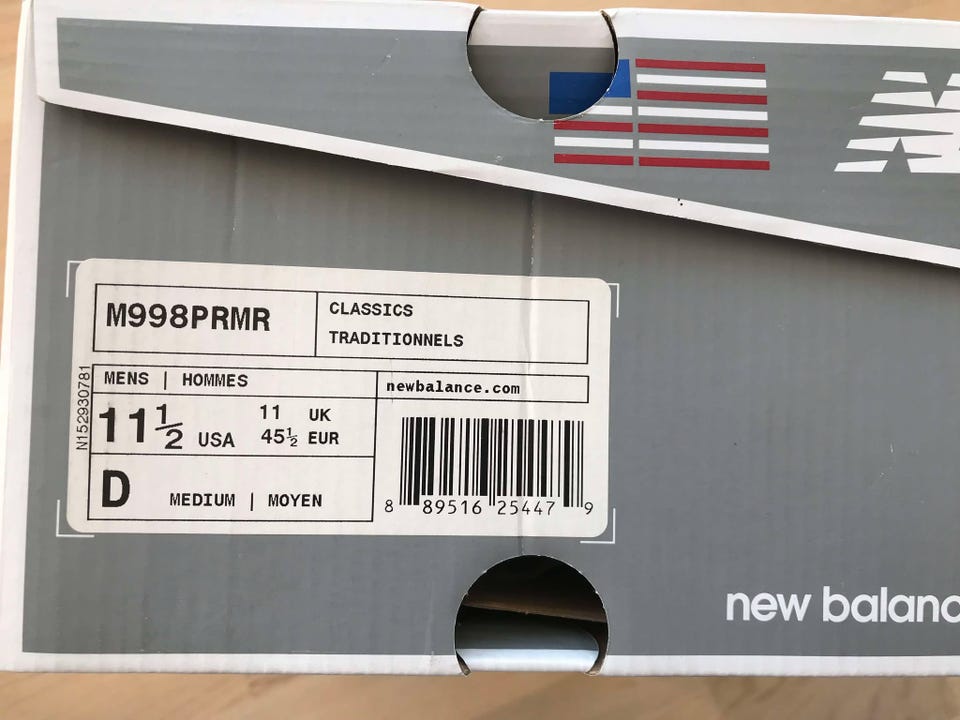 M998PRMR
CLASSICS
TRADITIONNELS
MENS | HOMMES
newbalance.com
11½ USA
11 UK
45½ EUR
D MEDIUM | MOYEN
8 89516 25447 9
N152930781
new balanc